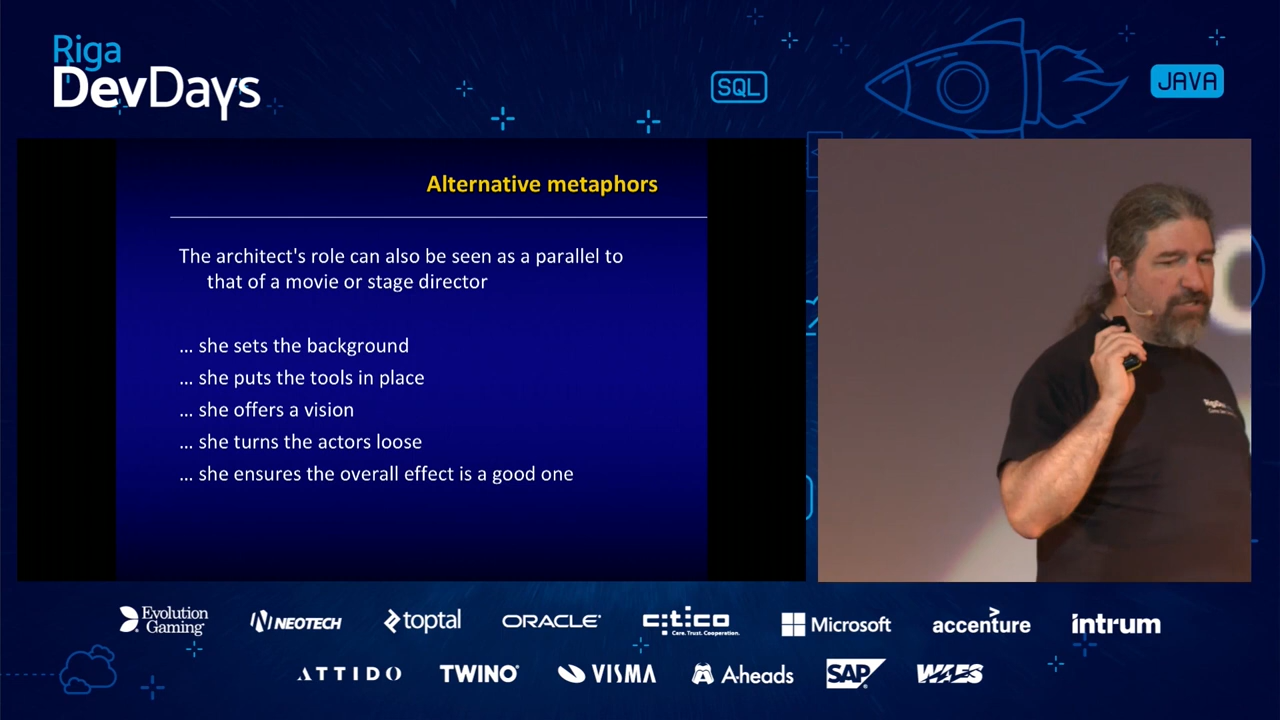 Riga
DevDays
SQL
JAVA
Alternative metaphors
The architect's role can also be seen as a parallel to
that of a movie or stage director
... she sets the background
... she puts the tools in place
... she offers a vision
... she turns the actors loose
... she ensures the overall effect is a good one
Evolution
Gaming
NEOTECH
toptal
ORACLE
citico
Care. Trust. Cooperation.
Microsoft
accenture
intrum
ATTIDO
TWINO
VISMA
A-heads
SAP
WAES